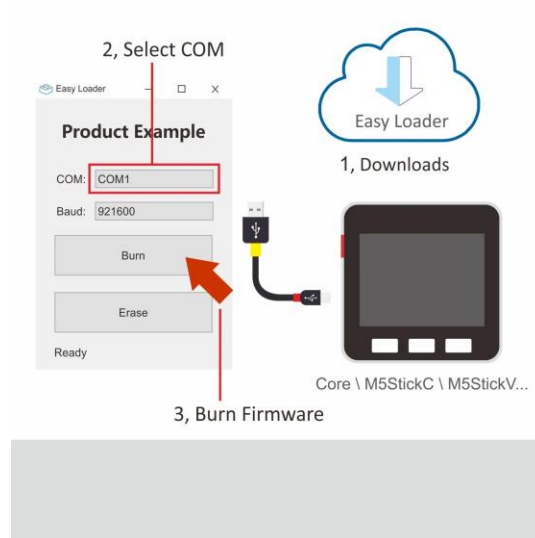 2, Select COM
Easy Loader
Product Example
COM: COM1
Baud: 921600
Burn
Erase
Ready
3, Burn Firmware
Easy Loader
1, Downloads
Core \ M5StickC \ M5StickV...